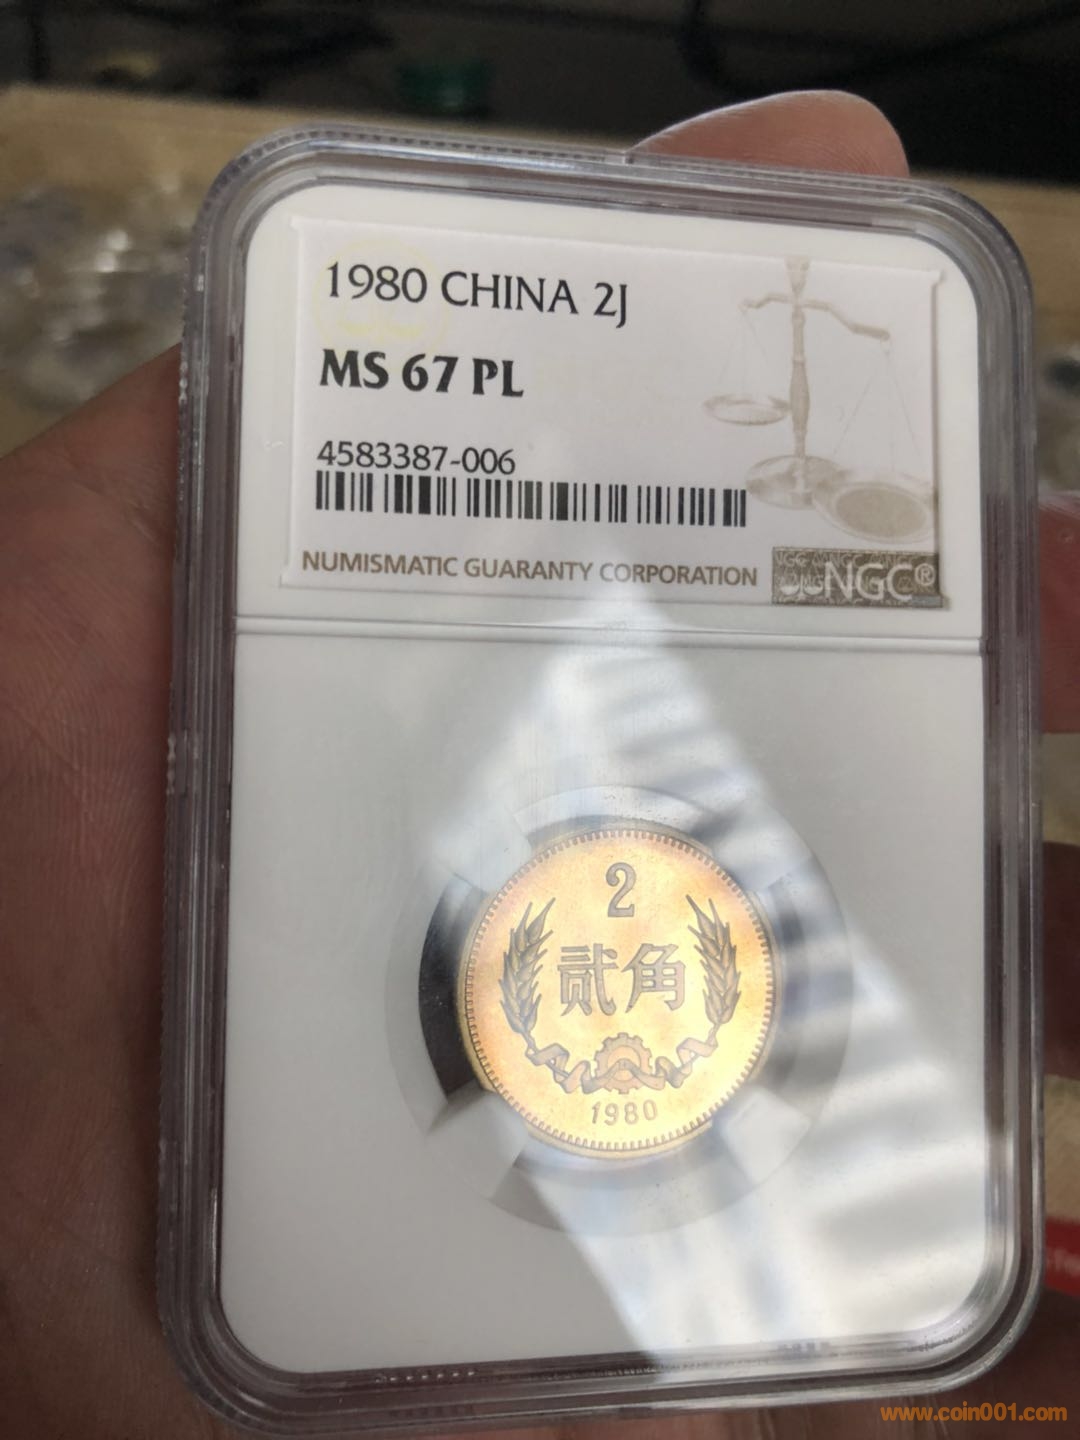 1980 CHINA 2J
MS 67 PL
4583387-006
NUMISMATIC GUARANTY CORPORATION
NGC®
2
贰角
1980
www.coin001.com